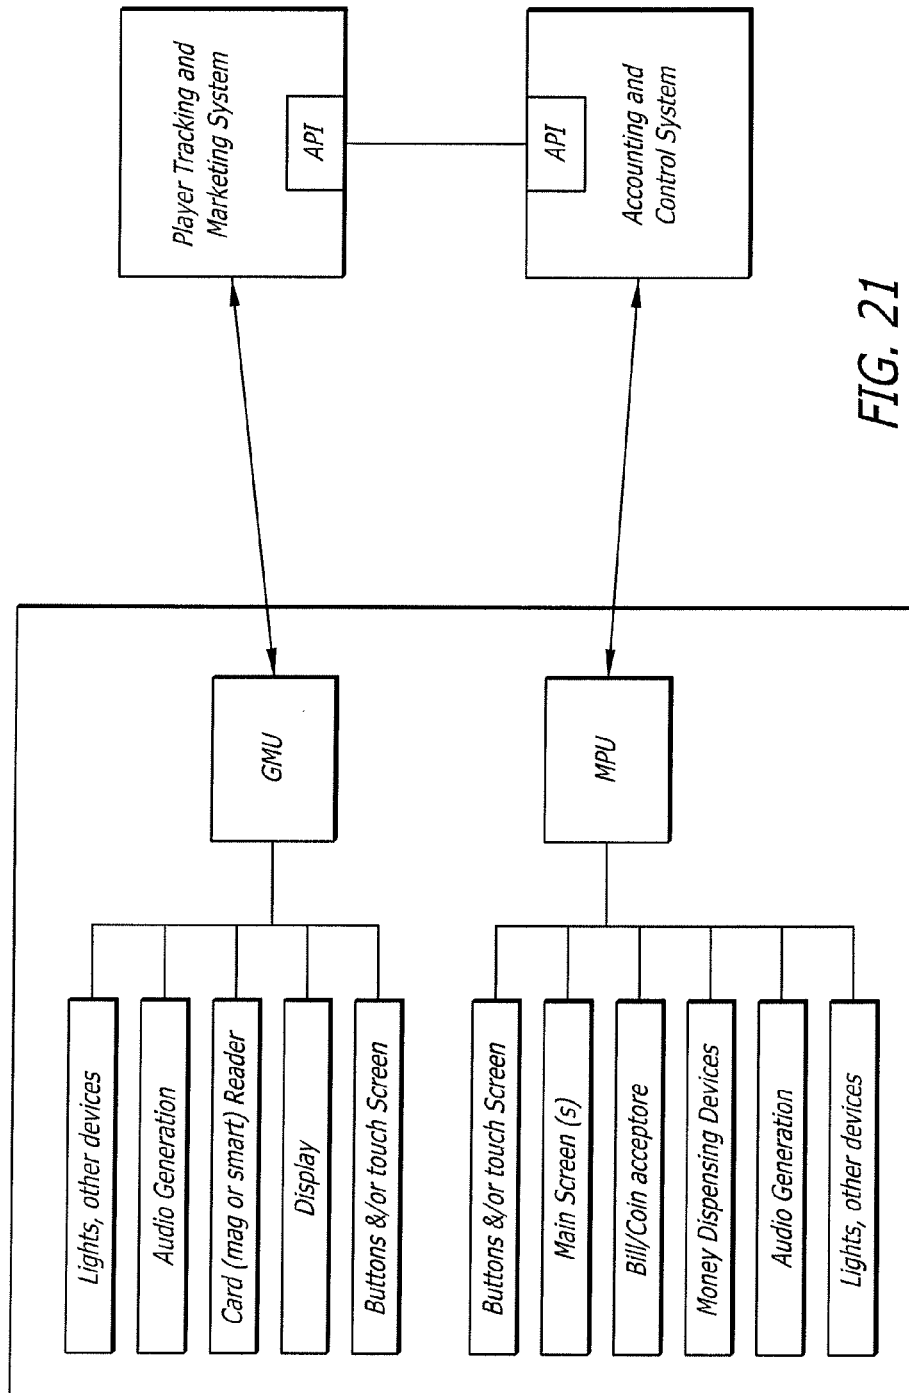 Lights, other devices
Audio Generation
Card (mag or smart) Reader
Display
Buttons &/or touch Screen
GMU
Player Tracking and
Marketing System
API
Buttons &/or touch Screen
Main Screen (s)
Bill/Coin acceptore
Money Dispensing Devices
Audio Generation
Lights, other devices
MPU
API
Accounting and
Control System
FIG. 21